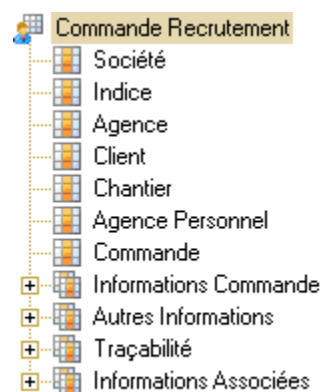 Commande Recrutement
Société
Indice
Agence
Client
Chantier
Agence Personnel
Commande
Informations Commande
Autres Informations
Traçabilité
Informations Associées